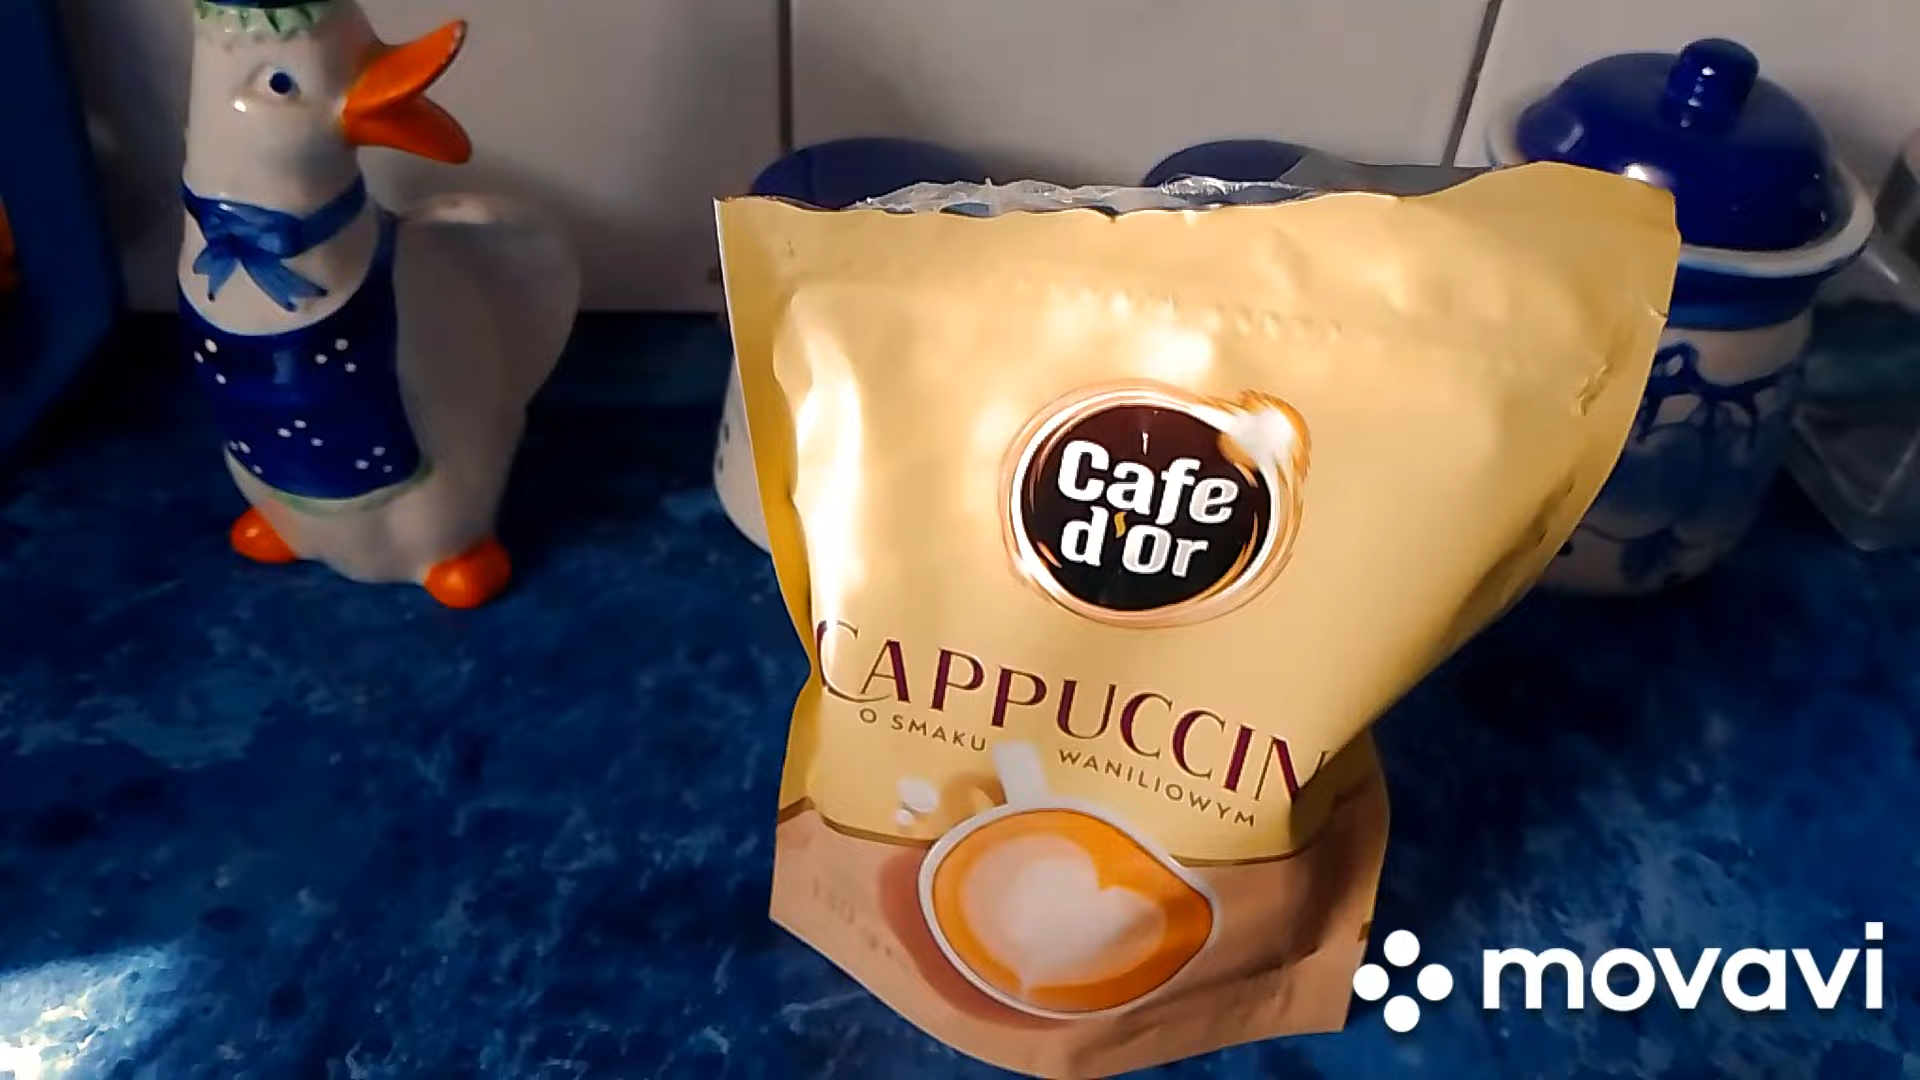 Cafe
d'Or
CAPPUCCIN
O SMAKU WANILIOWYM
movavi